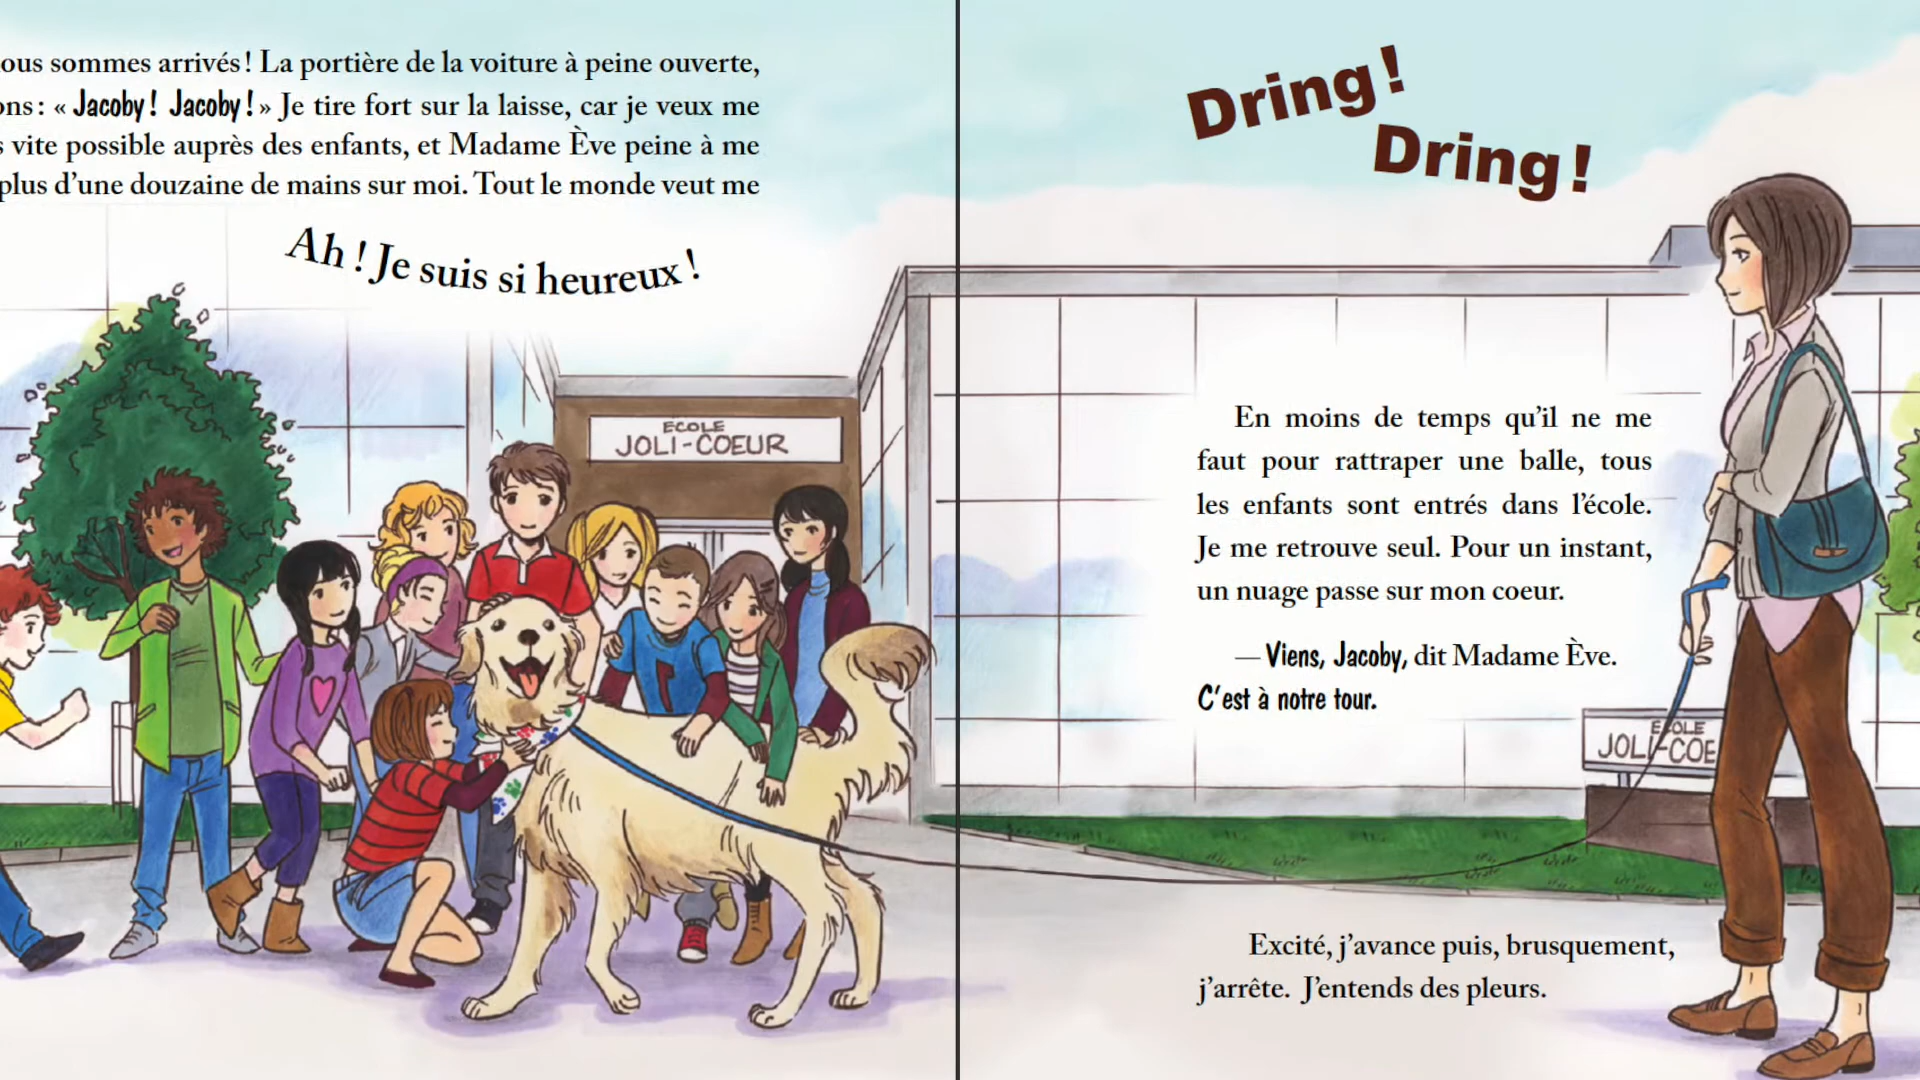 ous sommes arrivés ! La portière de la voiture à peine ouverte,
ons : « Jacoby ! Jacoby ! » Je tire fort sur la laisse, car je veux me
s vite possible auprès des enfants, et Madame Ève peine à me
plus d'une douzaine de mains sur moi. Tout le monde veut me
Ah ! Je suis si heureux !
ECOLE
JOLI-COEUR
Dring !
Dring !
En moins de temps qu'il ne me
faut pour rattraper une balle, tous
les enfants sont entrés dans l'école.
Je me retrouve seul. Pour un instant,
un nuage passe sur mon coeur.
— Viens, Jacoby, dit Madame Ève.
C'est à notre tour.
ECOLE
JOLI-COE
Excité, j'avance puis, brusquement,
j'arrête. J'entends des pleurs.